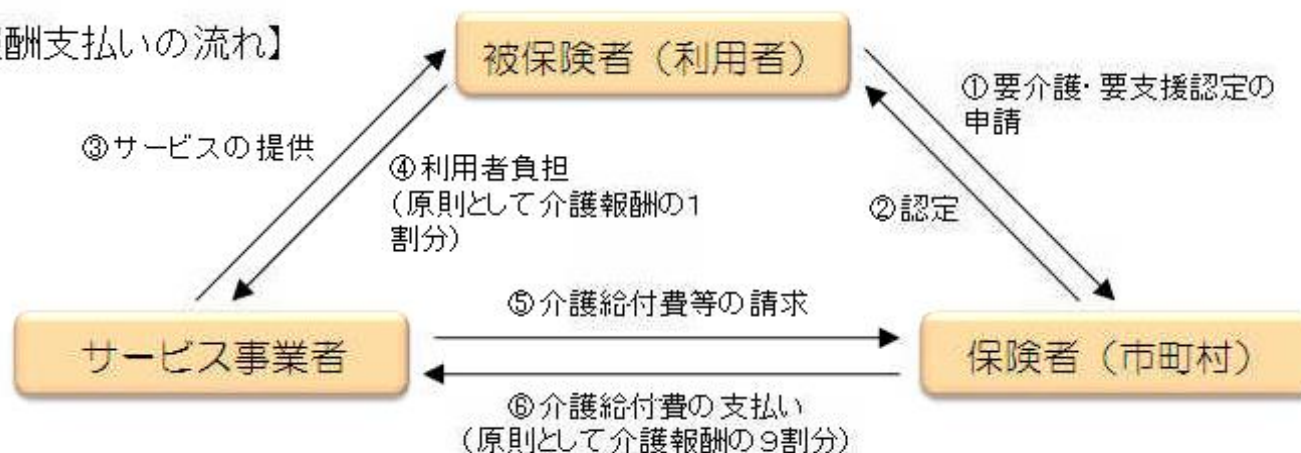 酬支払いの流れ】
被保険者（利用者）
①要介護・要支援認定の
申請
③サービスの提供
④利用者負担
（原則として介護報酬の1
割分）
②認定
⑤介護給付費等の請求
サービス事業者
保険者（市町村）
⑥介護給付費の支払い
（原則として介護報酬の9割分）